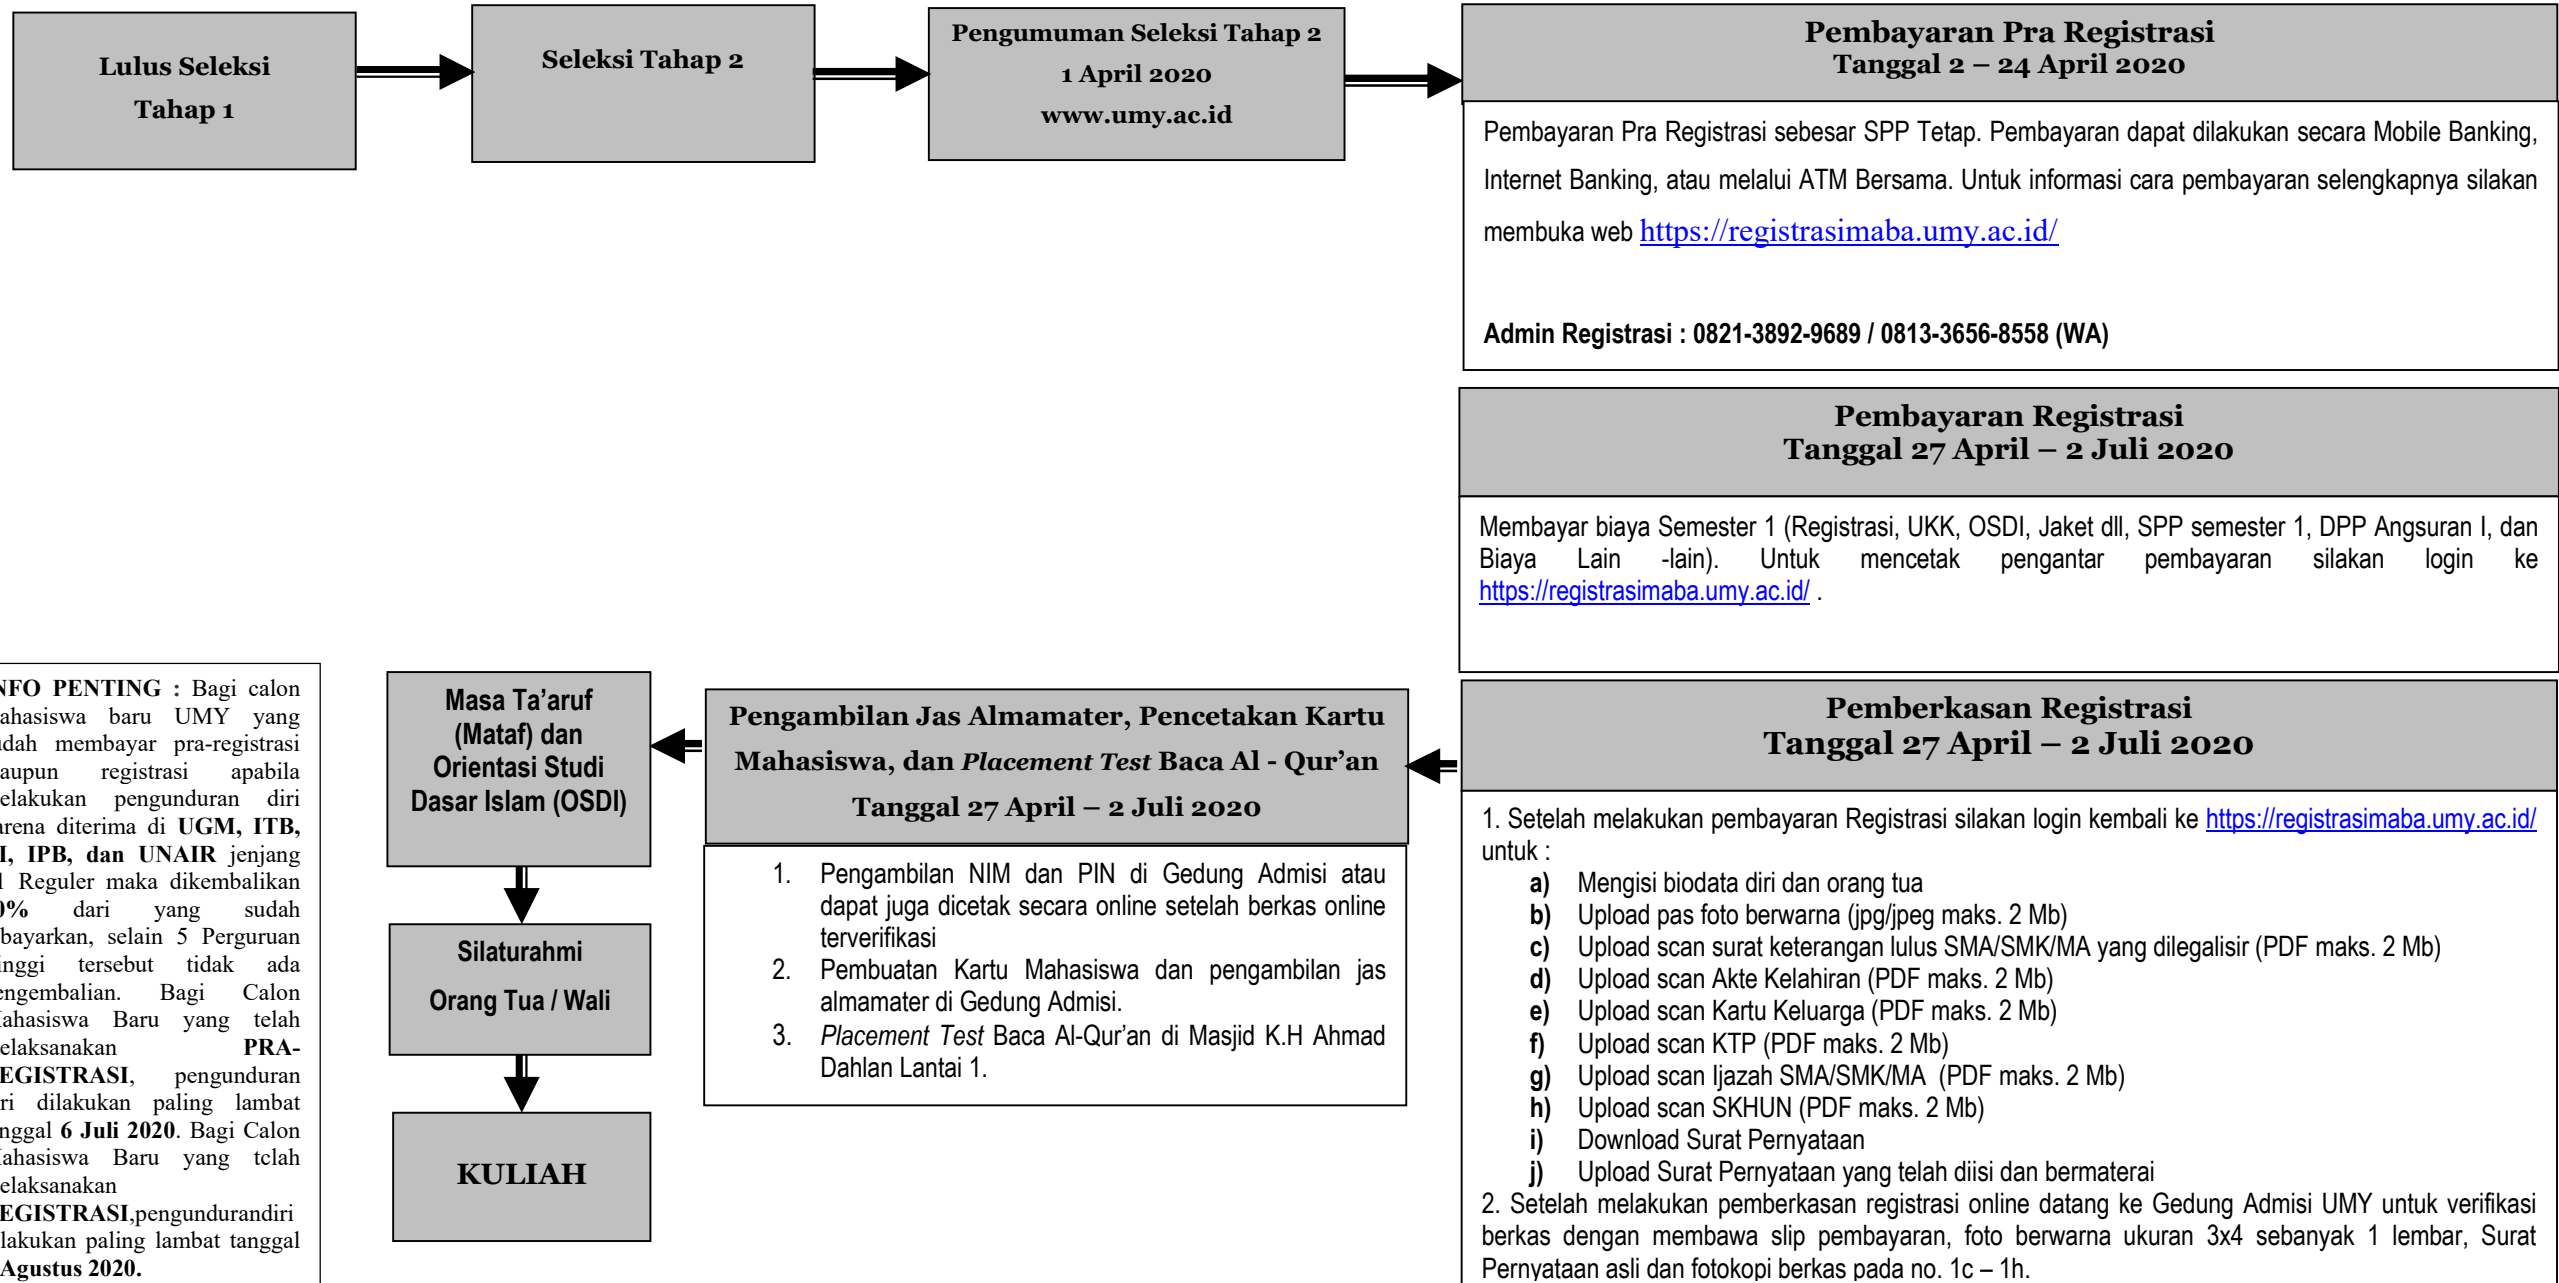 Lulus Seleksi
Tahap 1
Seleksi Tahap 2
Pengumuman Seleksi Tahap 2
1 April 2020
www.umy.ac.id
Pembayaran Pra Registrasi
Tanggal 2 – 24 April 2020
Pembayaran Pra Registrasi sebesar SPP Tetap. Pembayaran dapat dilakukan secara Mobile Banking,
Internet Banking, atau melalui ATM Bersama. Untuk informasi cara pembayaran selengkapnya silakan
membuka web https://registrasimaba.umy.ac.id/
Admin Registrasi : 0821-3892-9689 / 0813-3656-8558 (WA)
Pembayaran Registrasi
Tanggal 27 April – 2 Juli 2020
Membayar biaya Semester 1 (Registrasi, UKK, OSDI, Jaket dll, SPP semester 1, DPP Angsuran I, dan
Biaya Lain -lain). Untuk mencetak pengantar pembayaran silakan login ke
https://registrasimaba.umy.ac.id/ .
Pemberkasan Registrasi
Tanggal 27 April – 2 Juli 2020
1. Setelah melakukan pembayaran Registrasi silakan login kembali ke https://registrasimaba.umy.ac.id/
untuk :
a) Mengisi biodata diri dan orang tua
b) Upload pas foto berwarna (jpg/jpeg maks. 2 Mb)
c) Upload scan surat keterangan lulus SMA/SMK/MA yang dilegalisir (PDF maks. 2 Mb)
d) Upload scan Akte Kelahiran (PDF maks. 2 Mb)
e) Upload scan Kartu Keluarga (PDF maks. 2 Mb)
f) Upload scan KTP (PDF maks. 2 Mb)
g) Upload scan Ijazah SMA/SMK/MA (PDF maks. 2 Mb)
h) Upload scan SKHUN (PDF maks. 2 Mb)
i) Download Surat Pernyataan
j) Upload Surat Pernyataan yang telah diisi dan bermaterai
2. Setelah melakukan pemberkasan registrasi online datang ke Gedung Admisi UMY untuk verifikasi
berkas dengan membawa slip pembayaran, foto berwarna ukuran 3x4 sebanyak 1 lembar, Surat
Pernyataan asli dan fotokopi berkas pada no. 1c – 1h.
Pengambilan Jas Almamater, Pencetakan Kartu
Mahasiswa, dan Placement Test Baca Al - Qur’an
Tanggal 27 April – 2 Juli 2020
1. Pengambilan NIM dan PIN di Gedung Admisi atau
dapat juga dicetak secara online setelah berkas online
terverifikasi
2. Pembuatan Kartu Mahasiswa dan pengambilan jas
almamater di Gedung Admisi.
3. Placement Test Baca Al-Qur’an di Masjid K.H Ahmad
Dahlan Lantai 1.
Masa Ta’aruf
(Mataf) dan
Orientasi Studi
Dasar Islam (OSDI)
Silaturahmi
Orang Tua / Wali
KULIAH
PENTING : Bagi calon
baru UMY yang
membayar pra-registrasi
registrasi apabila
pengunduran diri
diterima di UGM, ITB,
IPB, dan UNAIR jenjang
Reguler maka dikembalikan
dari yang sudah
selain 5 Perguruan
tersebut tidak ada
Bagi Calon
Baru yang telah
PRA-
pengunduran
dilakukan paling lambat
6 Juli 2020. Bagi Calon
Baru yang tclah
,pengundurandiri
paling lambat tanggal
Agustus 2020.